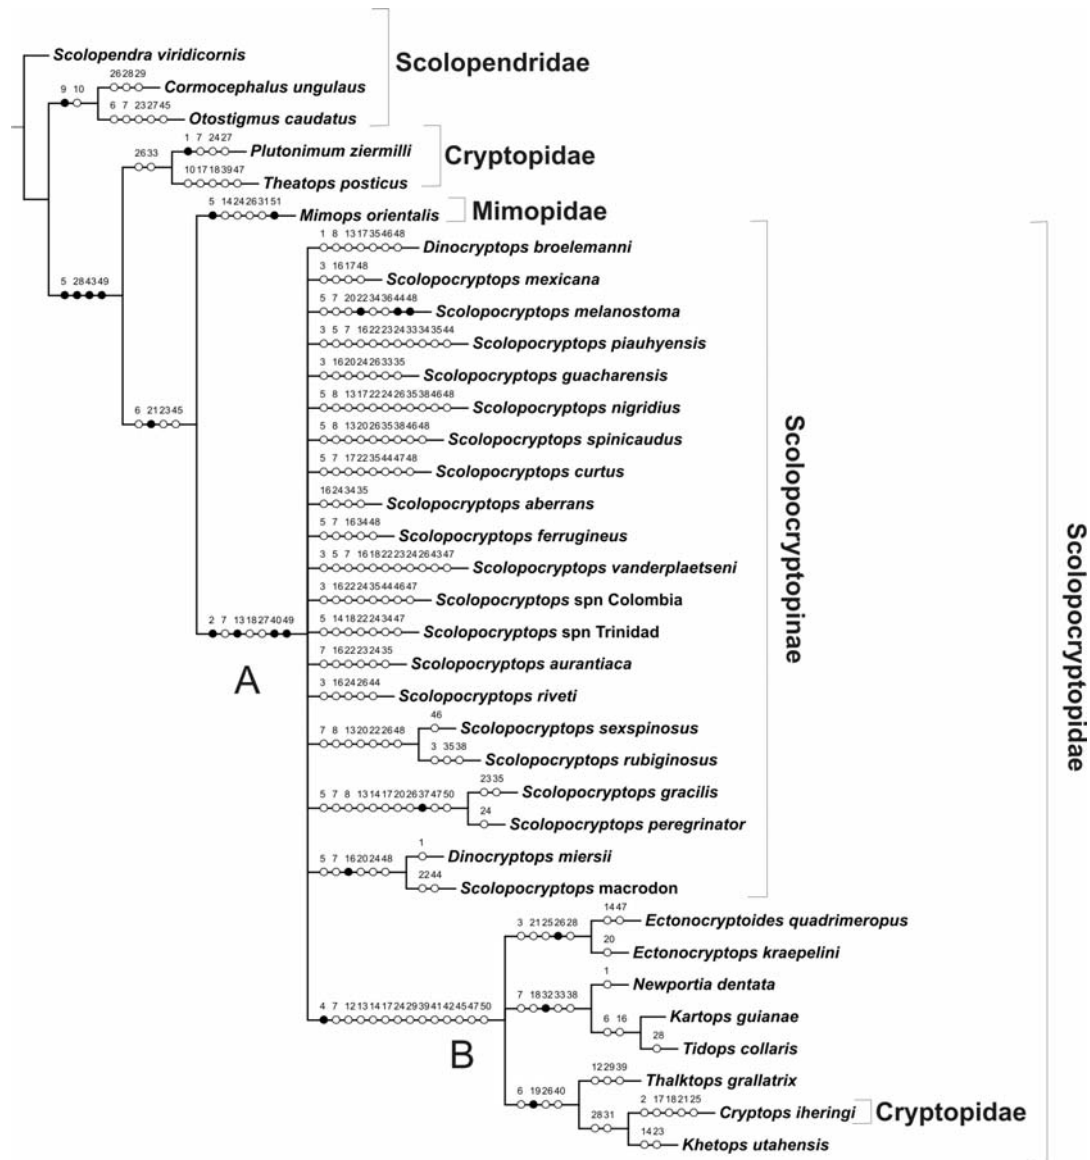 Scolopendra viridicornis
Scolopendridae
26 28 29
9 10
Cormocephalus ungulaus
6 7 23 27 45
Otostigmus caudatus
1 7 24 27
26 33
Plutonimum ziermilli
Cryptopidae
10 17 18 39 47
Theatops posticus
5 14 24 26 31 51
Mimops orientalis
Mimopidae
1 8 13 17 35 46 48
Dinocryptops broelemanni
3 16 17 48
Scolopocryptops mexicana
5 28 43 49
5 7 20 22 34 36 44 48
Scolopocryptops melanostoma
3 5 7 16 22 23 24 33 34 35 44
Scolopocryptops piauhyensis
3 16 20 24 26 33 35
Scolopocryptops guacharensis
5 8 13 17 22 24 26 35 38 46 48
Scolopocryptops nigridius
6 21 23 45
5 8 13 20 26 35 38 46 48
Scolopocryptops spinicaudus
5 7 17 22 35 44 47 48
Scolopocryptops curtus
16 24 34 35
Scolopocryptops aberrans
5 7 16 34 48
Scolopocryptops ferrugineus
3 5 7 16 18 22 23 24 26 43 47
Scolopocryptops vanderplaetseni
3 16 22 24 35 44 46 47
Scolopocryptops spn Colombia
2 7 13 18 27 40 49
5 14 18 22 24 34 47
Scolopocryptops spn Trinidad
A
7 16 22 23 24 35
Scolopocryptops aurantiaca
3 16 24 26 44
Scolopocryptops riveti
46
7 8 13 20 22 26 48
Scolopocryptops sexspinosus
3 35 38
Scolopocryptops rubiginosus
23 35
5 7 8 13 14 17 20 26 37 47 50
Scolopocryptops gracilis
24
Scolopocryptops peregrinator
1
5 7 16 20 24 48
Dinocryptops miersii
22 44
Scolopocryptops macrodon
Scolopocryptopinae
Scolopocryptopidae
14 47
3 21 25 26 28
Ectonocryptoides quadrimeropus
20
Ectonocryptops kraepelini
1
7 18 32 33 38
Newportia dentata
4 7 12 13 14 17 24 29 39 41 42 45 47 50
6 16
Kartops guianae
28
Tidops collaris
B
12 29 39
6 19 26 40
Thalktops grallatrix
2 17 18 21 25
28 31
Cryptops iheringi
Cryptopidae
14 23
Khetops utahensis